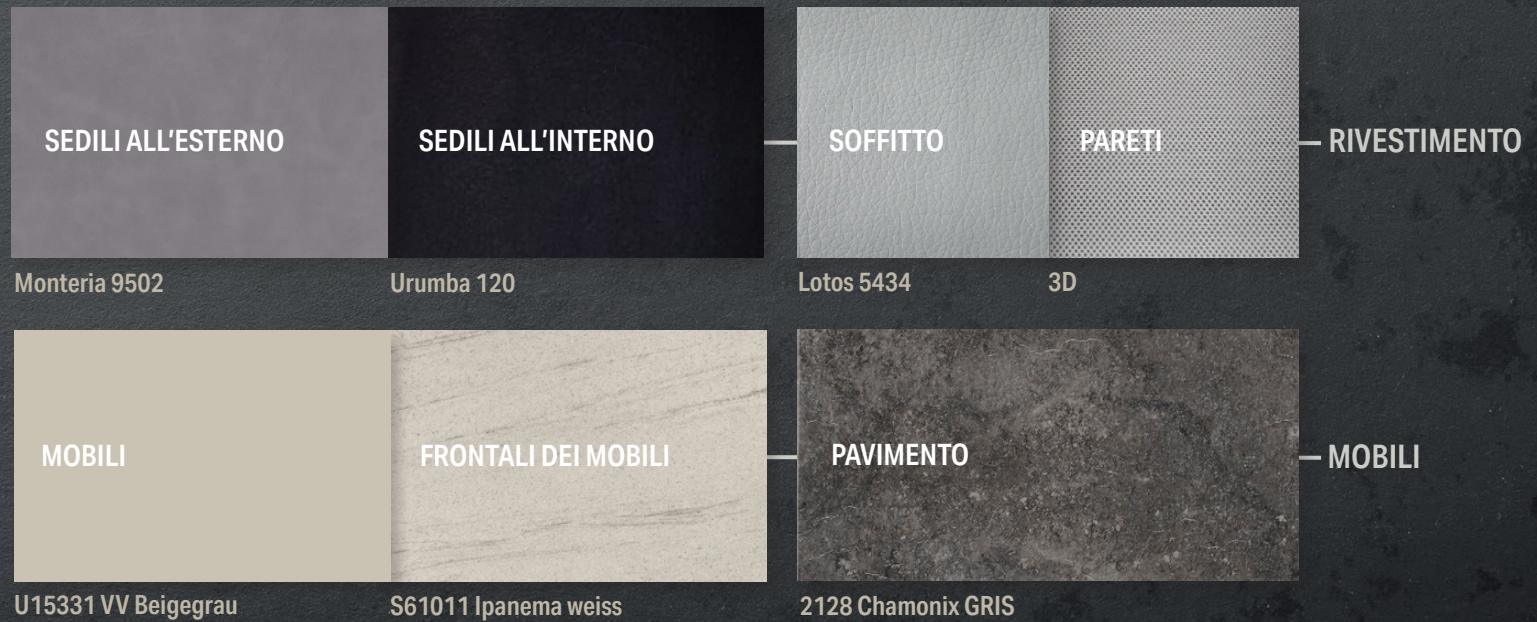 SEDILI ALL'ESTERNO
SEDILI ALL'INTERNO
SOFFITTO
PARETI
RIVESTIMENTO
Monteria 9502
Urumba 120
Lotos 5434
3D
MOBILI
FRONTALI DEI MOBILI
PAVIMENTO
MOBILI
U15331 VV Beigegrau
S61011 Ipanema weiss
2128 Chamonix GRIS